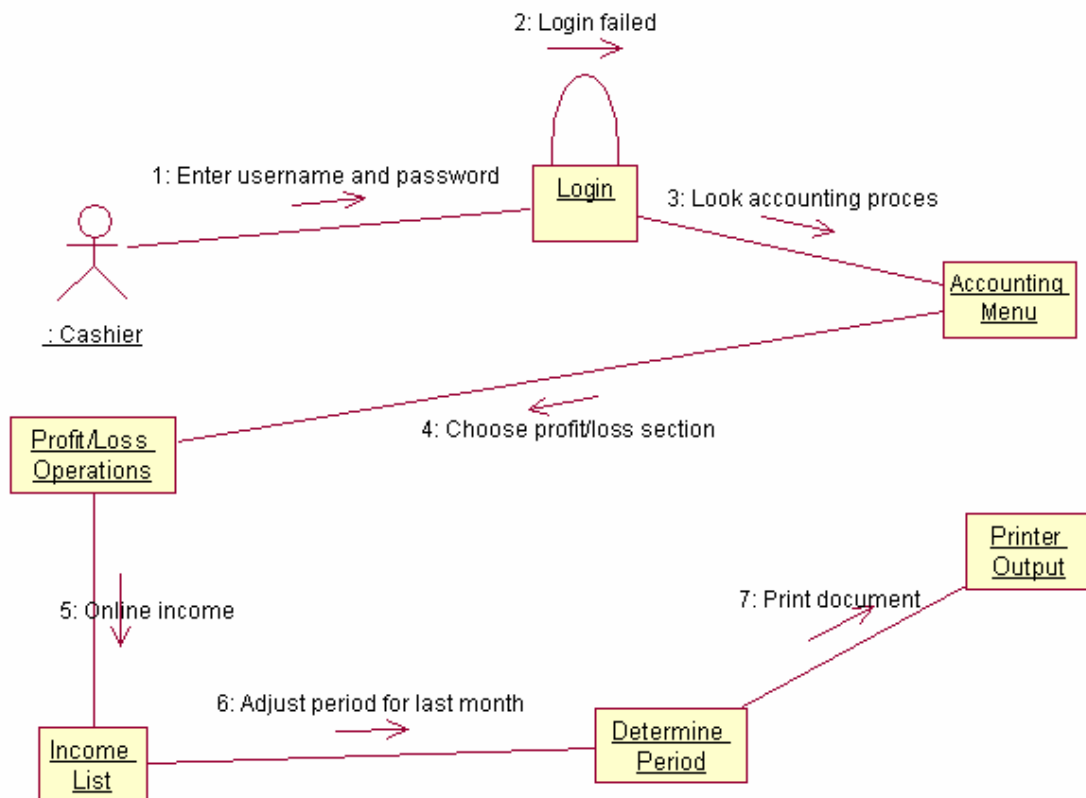 2: Login failed
1: Enter username and password
Login
3: Look accounting proces
: Cashier
Accounting
Menu
4: Choose profit/loss section
Profit/Loss
Operations
Printer
Output
5: Online income
7: Print document
6: Adjust period for last month
Income
List
Determine
Period